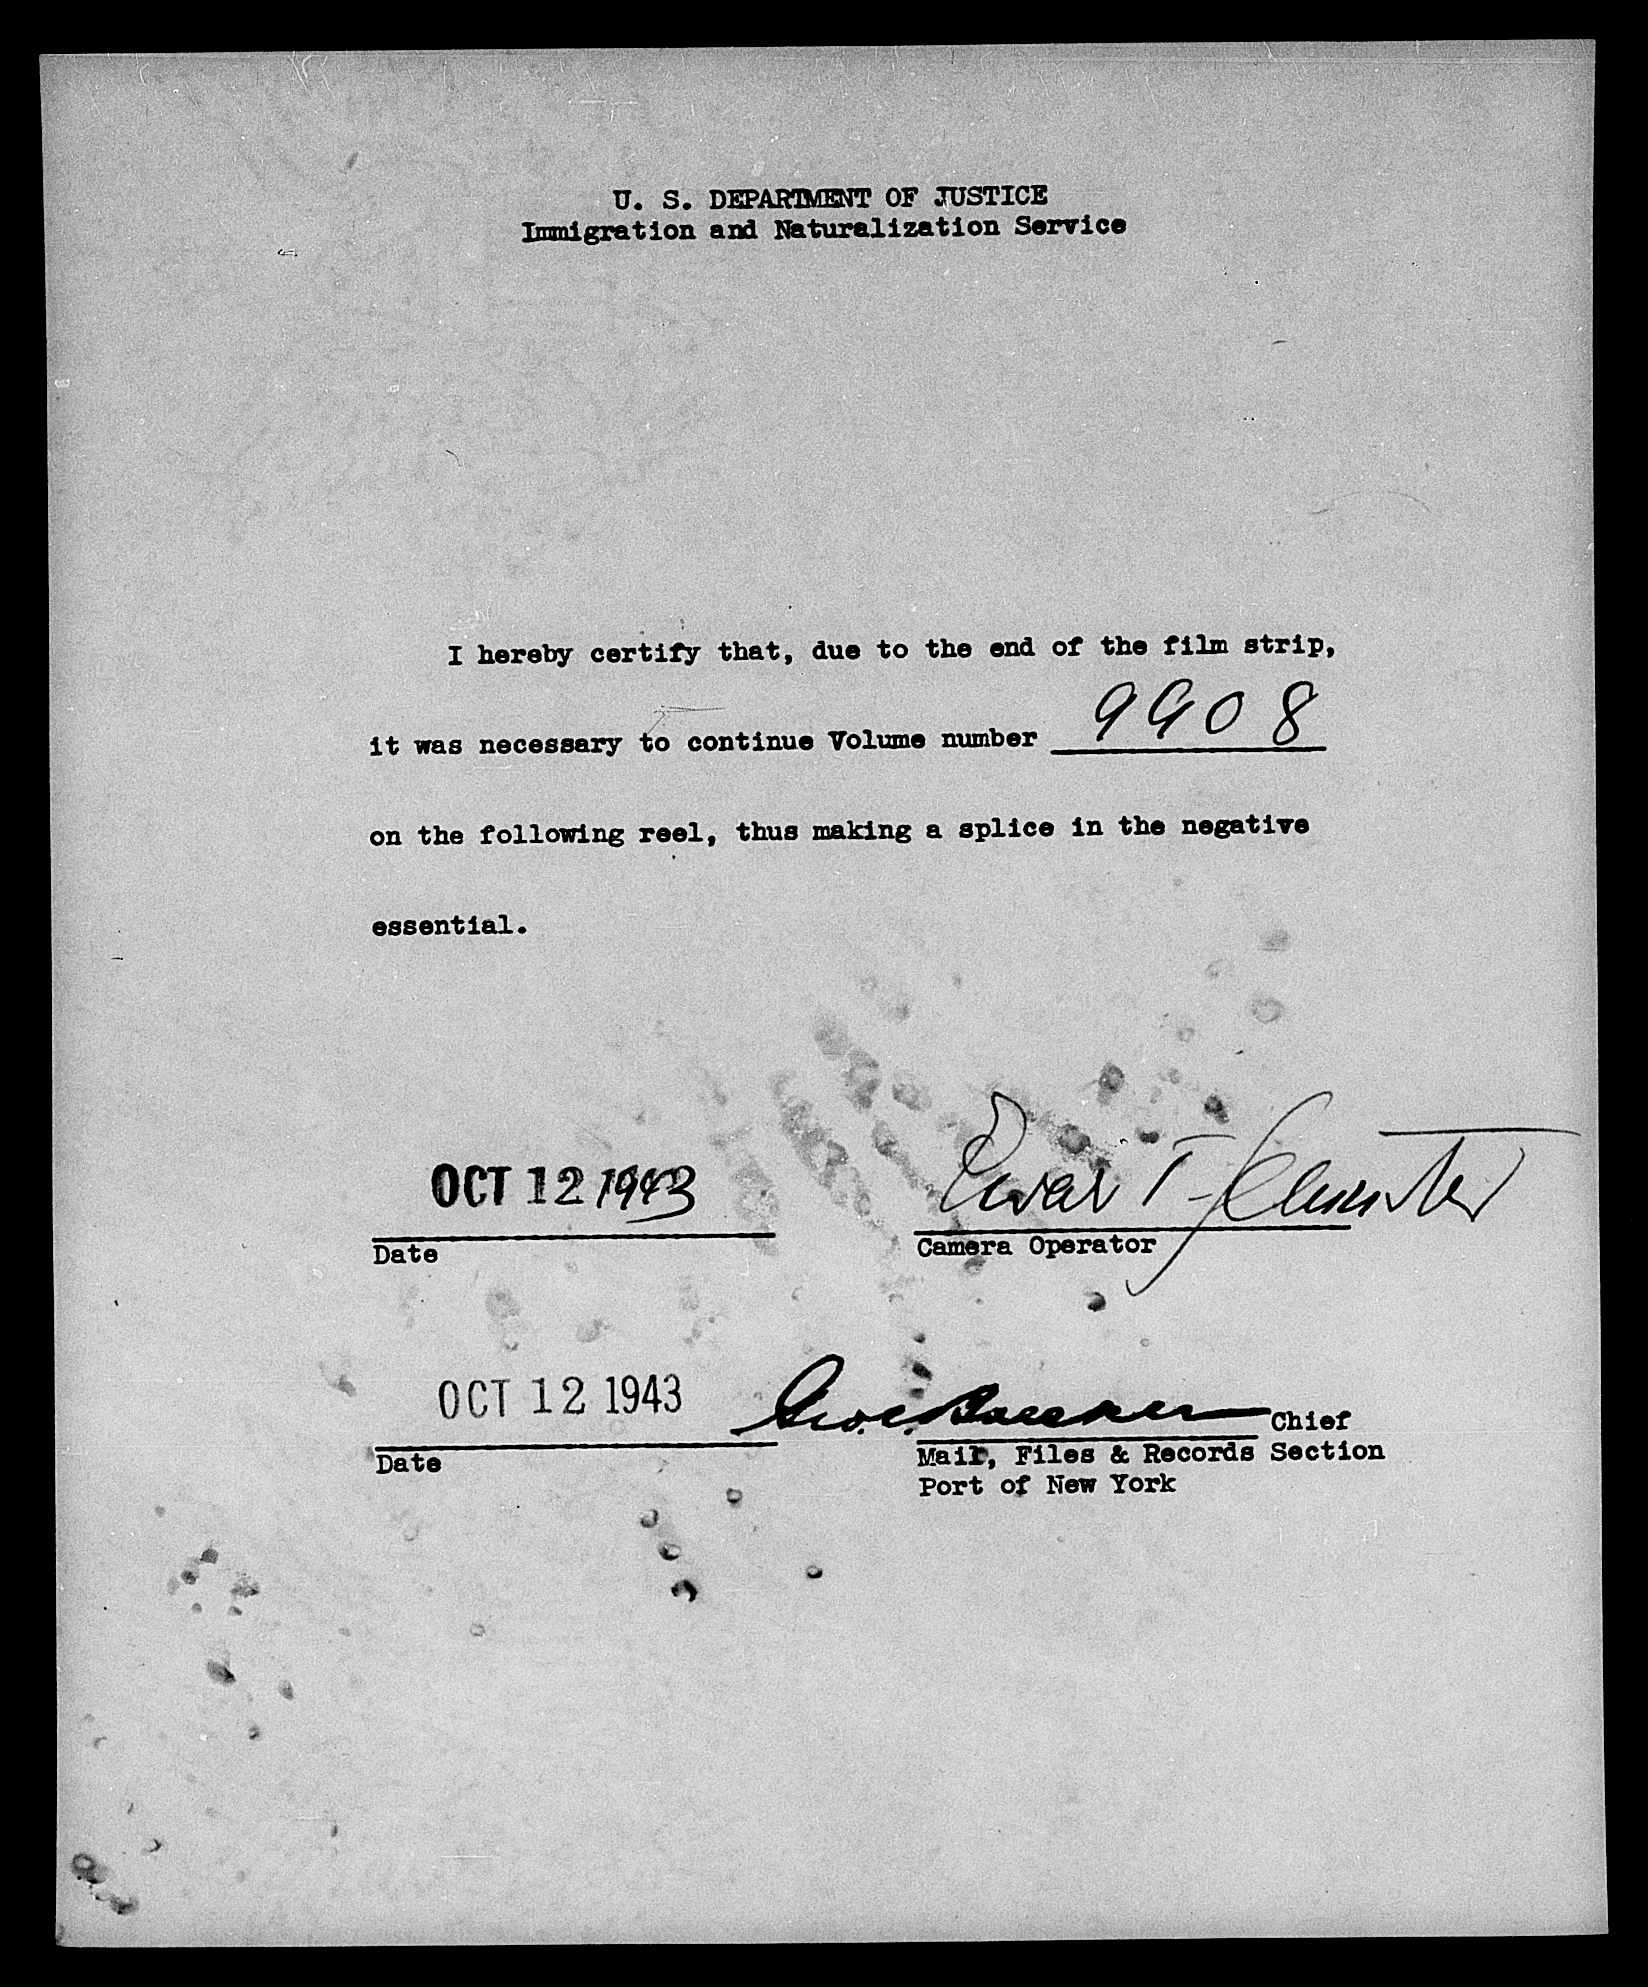 U. S. DEPARTMENT OF JUSTICE
Immigration and Naturalization Service
I hereby certify that, due to the end of the film strip,
it was necessary to continue Volume number 9908
on the following reel, thus making a splice in the negative
essential.
OCT 12 1943
Date
Camera Operator
OCT 12 1943
Chief
Date
Mail, Files & Records Section
Port of New York